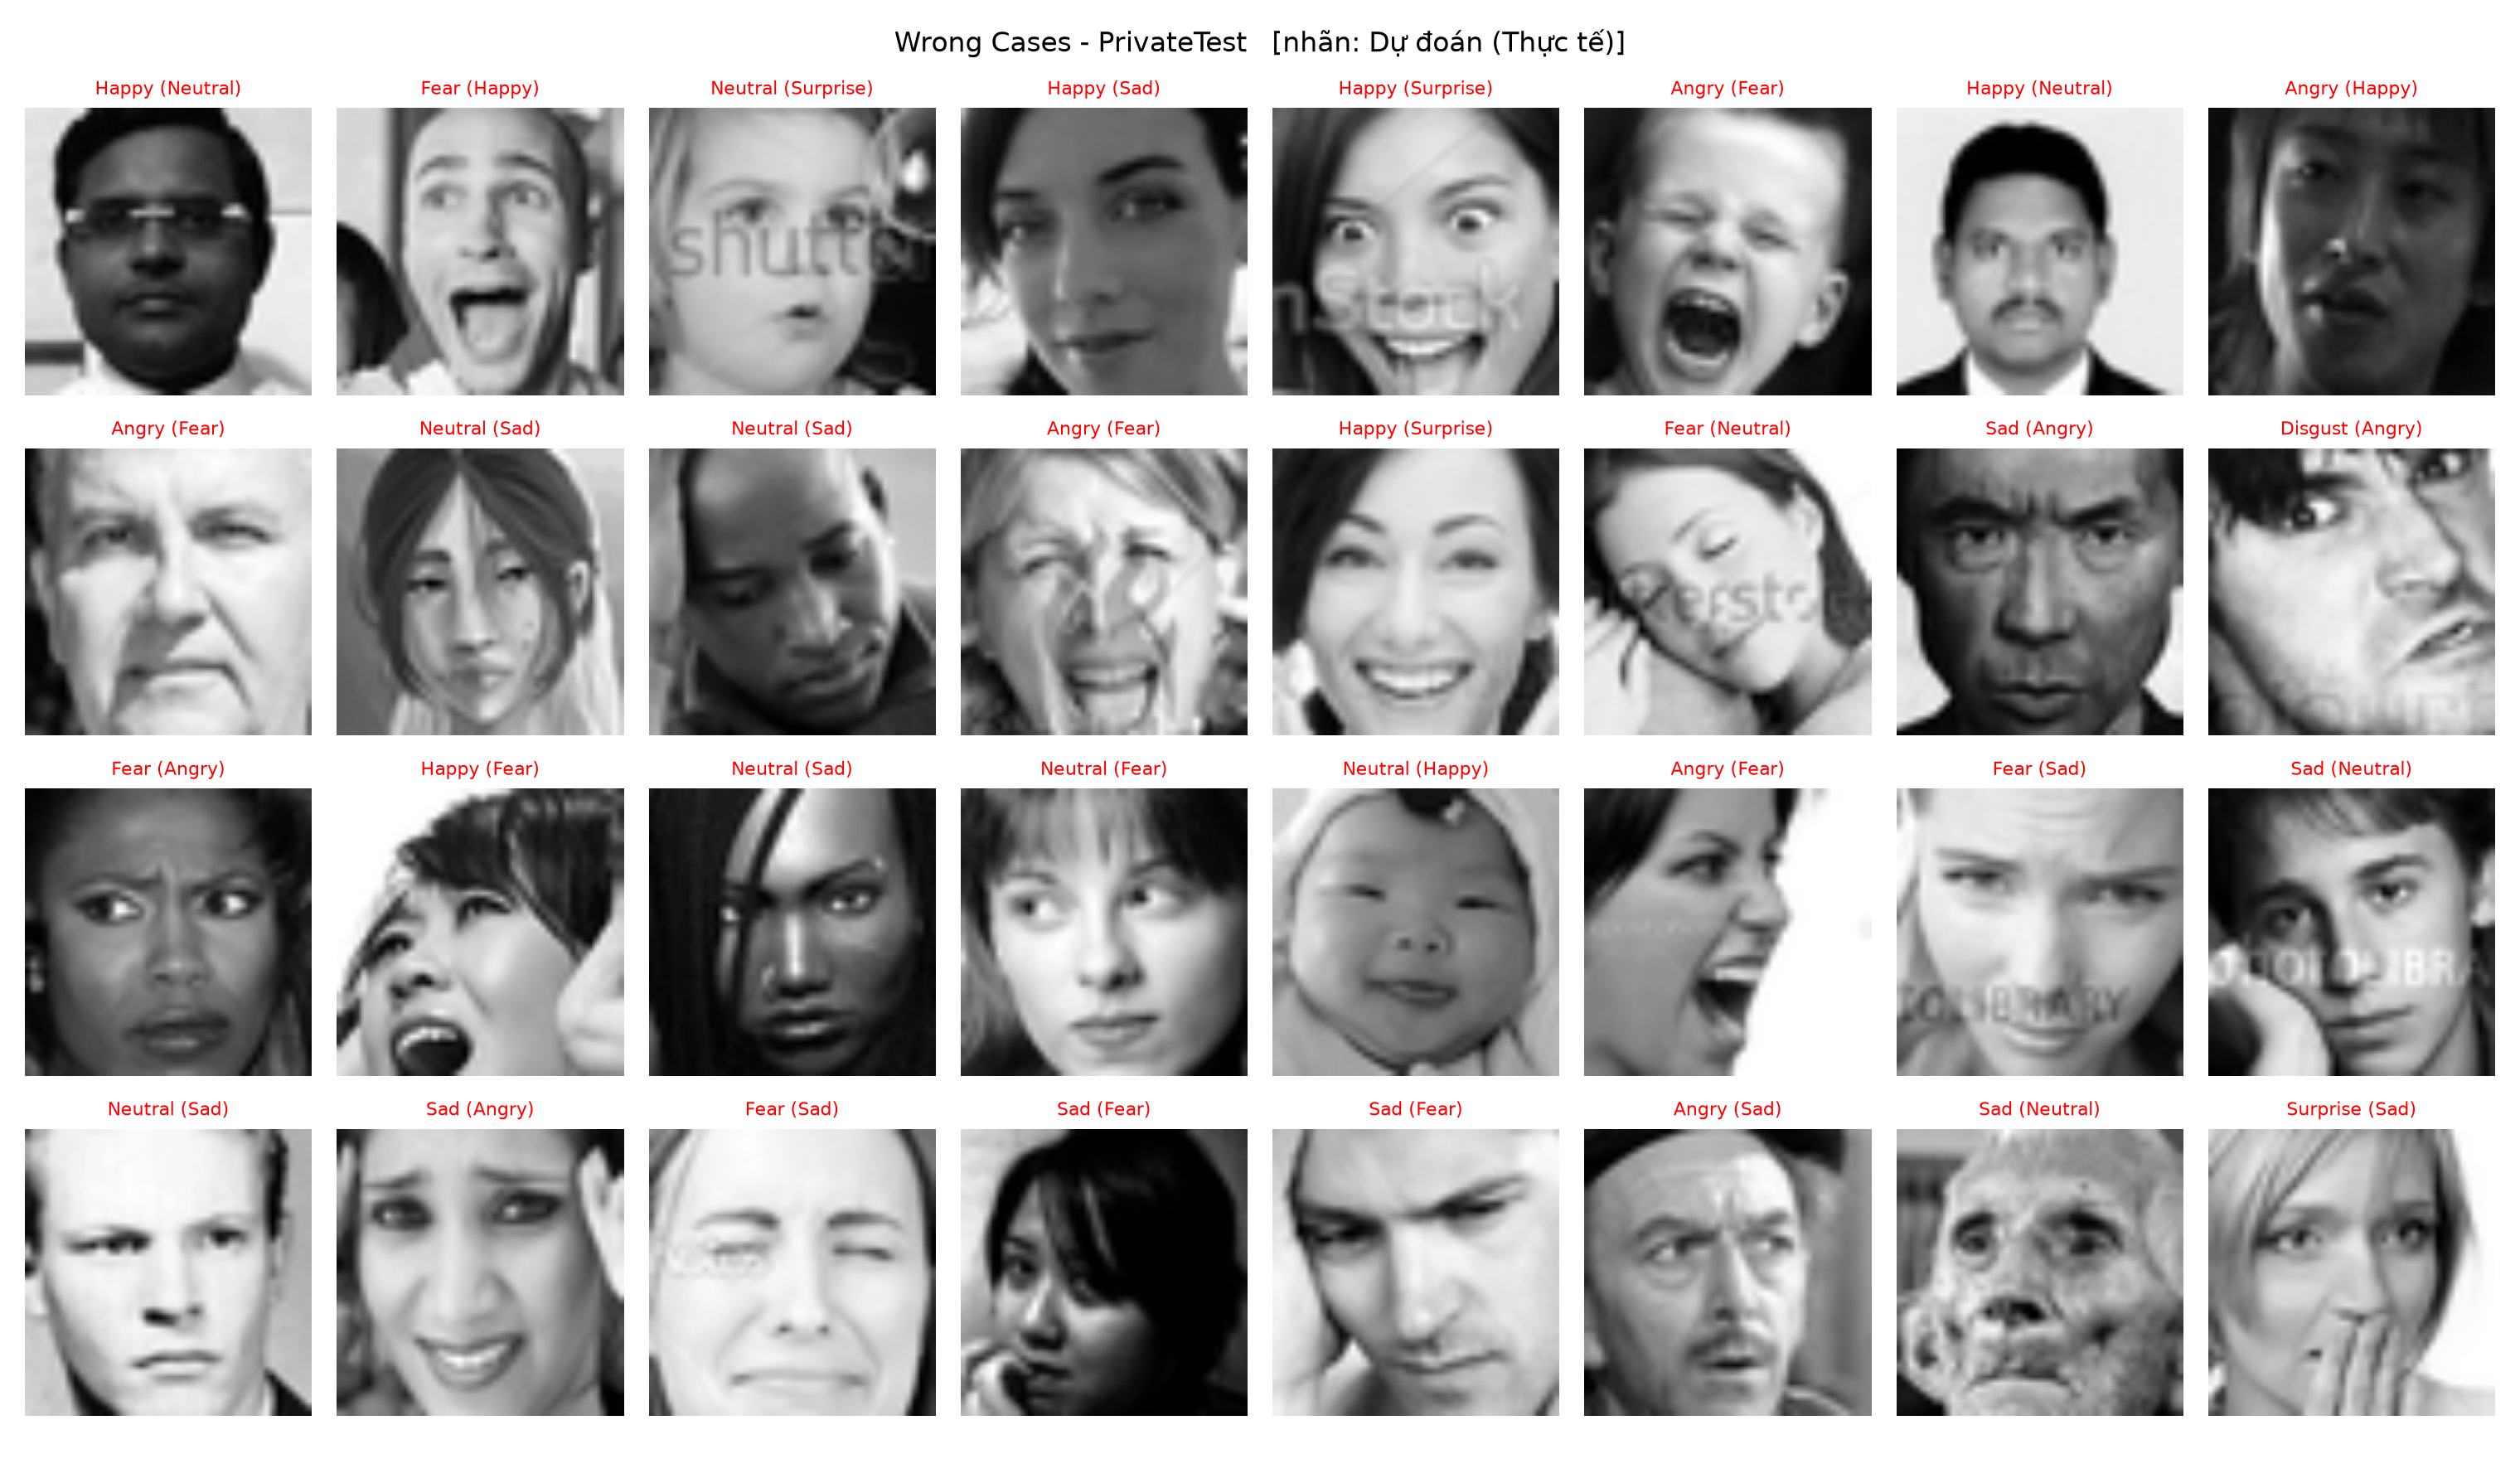 Wrong Cases - PrivateTest [nhãn: Dự đoán (Thực tế)]
Happy (Neutral) Fear (Happy) Neutral (Surprise) Happy (Sad) Happy (Surprise) Angry (Fear) Happy (Neutral) Angry (Happy)
shutte
Angry (Fear) Neutral (Sad) Neutral (Sad) Angry (Fear) Happy (Surprise) Fear (Neutral) Sad (Angry) Disgust (Angry)
erst
Fear (Angry) Happy (Fear) Neutral (Sad) Neutral (Fear) Neutral (Happy) Angry (Fear) Fear (Sad) Sad (Neutral)
OLIBRARY
Neutral (Sad) Sad (Angry) Fear (Sad) Sad (Fear) Sad (Fear) Angry (Sad) Sad (Neutral) Surprise (Sad)